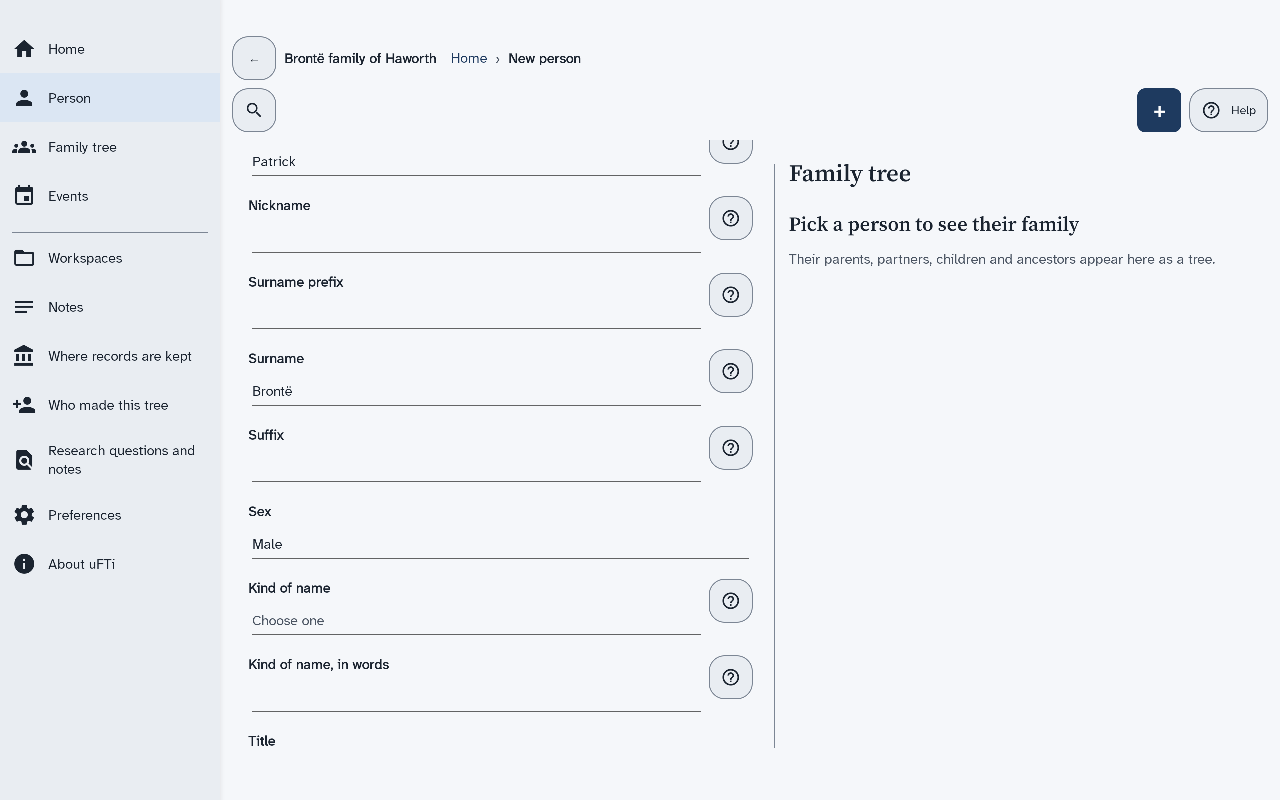 Home
Person
Family tree
Events
Workspaces
Notes
Where records are kept
Who made this tree
Research questions and
notes
Preferences
About uFTi
← Brontë family of Haworth Home › New person
+ Help
Patrick
Nickname
Surname prefix
Surname
Brontë
Suffix
Sex
Male
Kind of name
Choose one
Kind of name, in words
Title
Family tree
Pick a person to see their family
Their parents, partners, children and ancestors appear here as a tree.